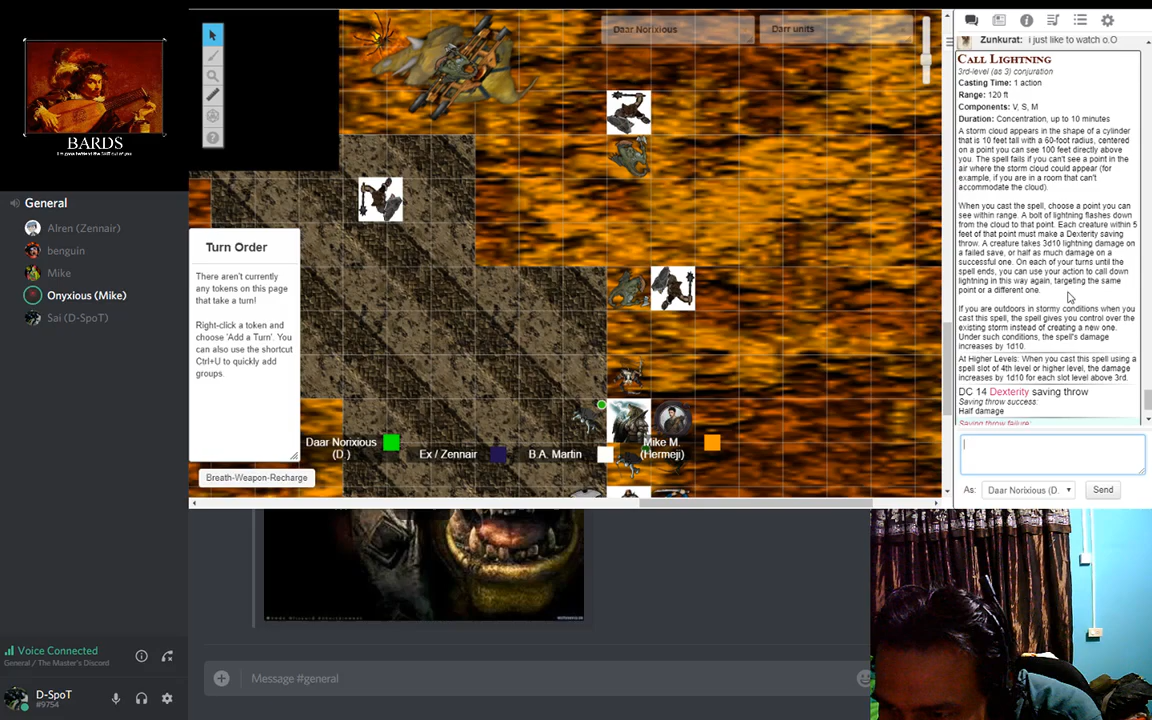 BARDS
General
Alren (Zennair)
benguin
Mike
Onyxious (Mike)
Sai (D-SpoT)
Voice Connected
General / The Master's Discord
D-SpoT
#9754
Daar Norixious
Darr units
Turn Order
There aren't currently
any tokens on this page
that take a turn!
Right-click a token and
choose 'Add a Turn'. You
can also use the shortcut
Ctrl+U to quickly add
groups.
Breath-Weapon-Recharge
Daar Norixious
(D )
Ex / Zennair
B.A. Martin
Mike M.
(Hermeji)
Message #general
Zunkurat: i just like to watch o.O
CALL LIGHTNING
3rd-level (as 3) conjuration
Casting Time: 1 action
Range: 120 ft
Components: V, S, M
Duration: Concentration, up to 10 minutes
A storm cloud appears in the shape of a cylinder
that is 10 feet tall with a 60-foot radius, centered
on a point you can see 100 feet directly above
you. The spell fails if you can't see a point in the
air where the storm cloud could appear (for
example, if you are in a room that can't
accommodate the cloud).
When you cast the spell, choose a point you can
see within range. A bolt of lightning flashes down
from the cloud to that point. Each creature within 5
feet of that point must make a Dexterity saving
throw. A creature takes 3d10 lightning damage on
a failed save, or half as much damage on a
successful one. On each of your turns until the
spell ends, you can use your action to call down
lightning in this way again, targeting the same
point or a different one.
If you are outdoors in stormy conditions when you
cast this spell, the spell gives you control over the
existing storm instead of creating a new one.
Under such conditions, the spell's damage
increases by 1d10.
At Higher Levels: When you cast this spell using a
spell slot of 4th level or higher level, the damage
increases by 1d10 for each slot level above 3rd.
DC 14 Dexterity saving throw
Saving throw success:
Half damage
Saving throw failure:
As: Daar Norixious (D.
Send